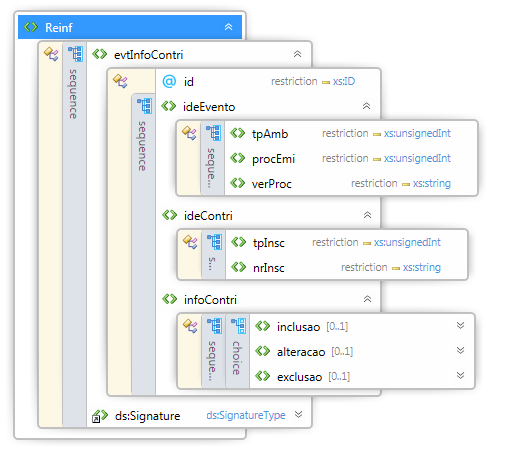 Reinf
evtInfoContri
sequence
@ id restriction xs:ID
sequence
ideEvento
tpAmb restriction xs:unsignedInt
seque...
procEmi restriction xs:unsignedInt
verProc restriction xs:string
ideContri
tpInsc restriction xs:unsignedInt
s...
nrInsc restriction xs:string
infoContri
inclusao [0..1]
seque...
choice
alteracao [0..1]
exclusao [0..1]
ds:Signature ds:SignatureType